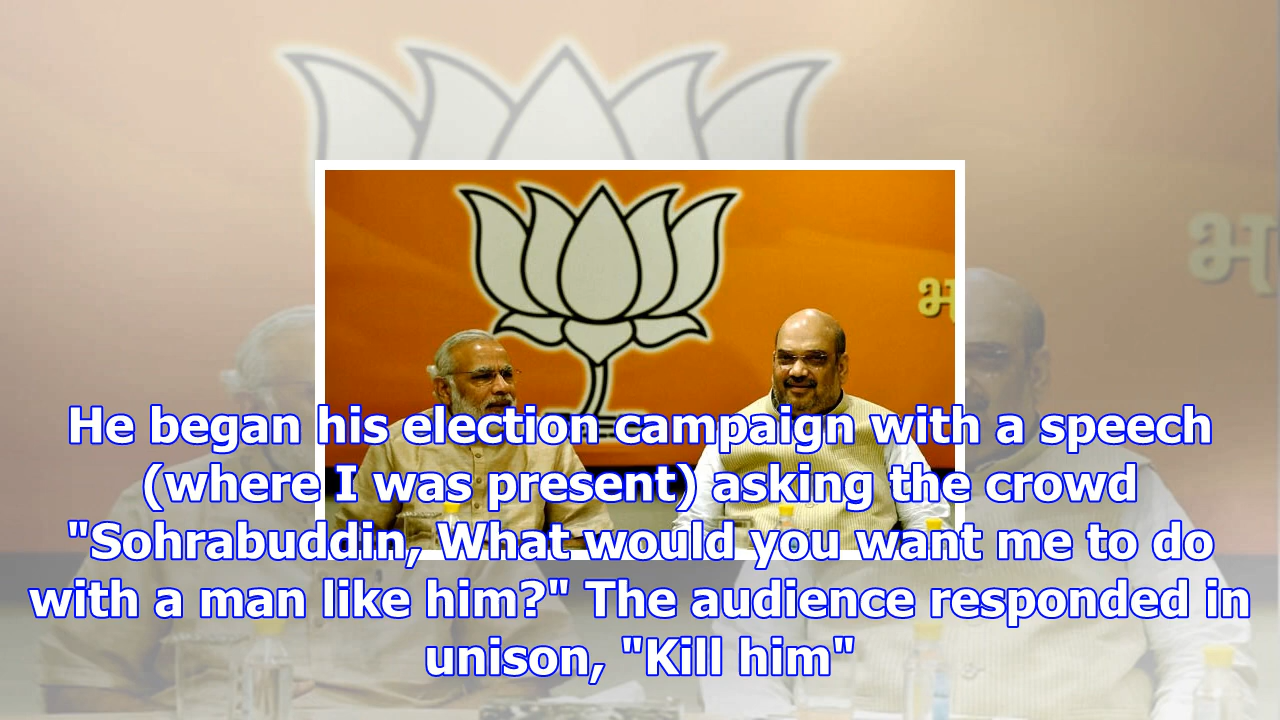 भा
भ
He began his election campaign with a speech
(where I was present) asking the crowd
"Sohrabuddin, What would you want me to do
with a man like him?" The audience responded in
unison, "Kill him"